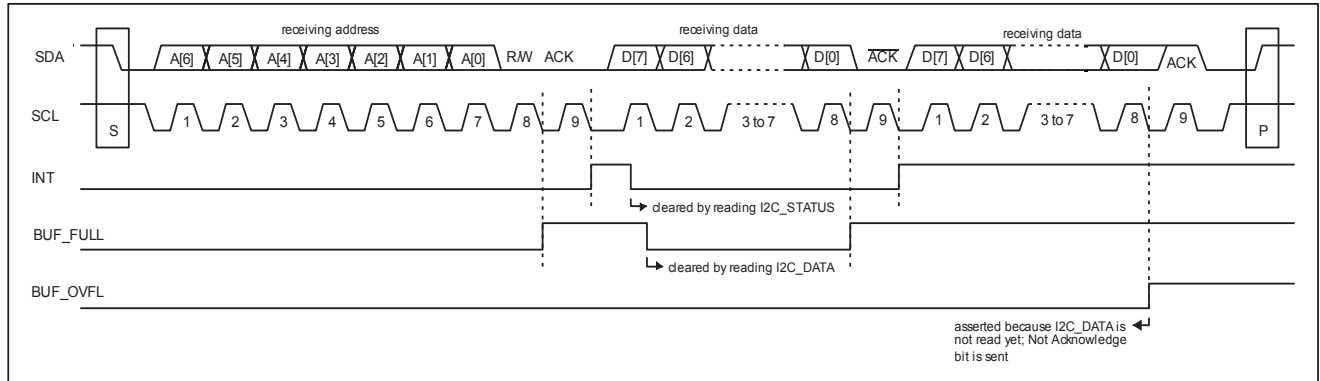 receiving address
receiving data
receiving data
SDA A[6] A[5] A[4] A[3] A[2] A[1] A[0] R/W ACK D[7] D[6] D[0] ACK D[7] D[6] D[0] ACK
SCL S 1 2 3 4 5 6 7 8 9 1 2 3 to 7 8 9 1 2 3 to 7 8 9 P
INT
cleared by reading I2C_STATUS
BUF_FULL
cleared by reading I2C_DATA
BUF_OVFL
asserted because I2C_DATA is
not read yet; Not Acknowledge
bit is sent